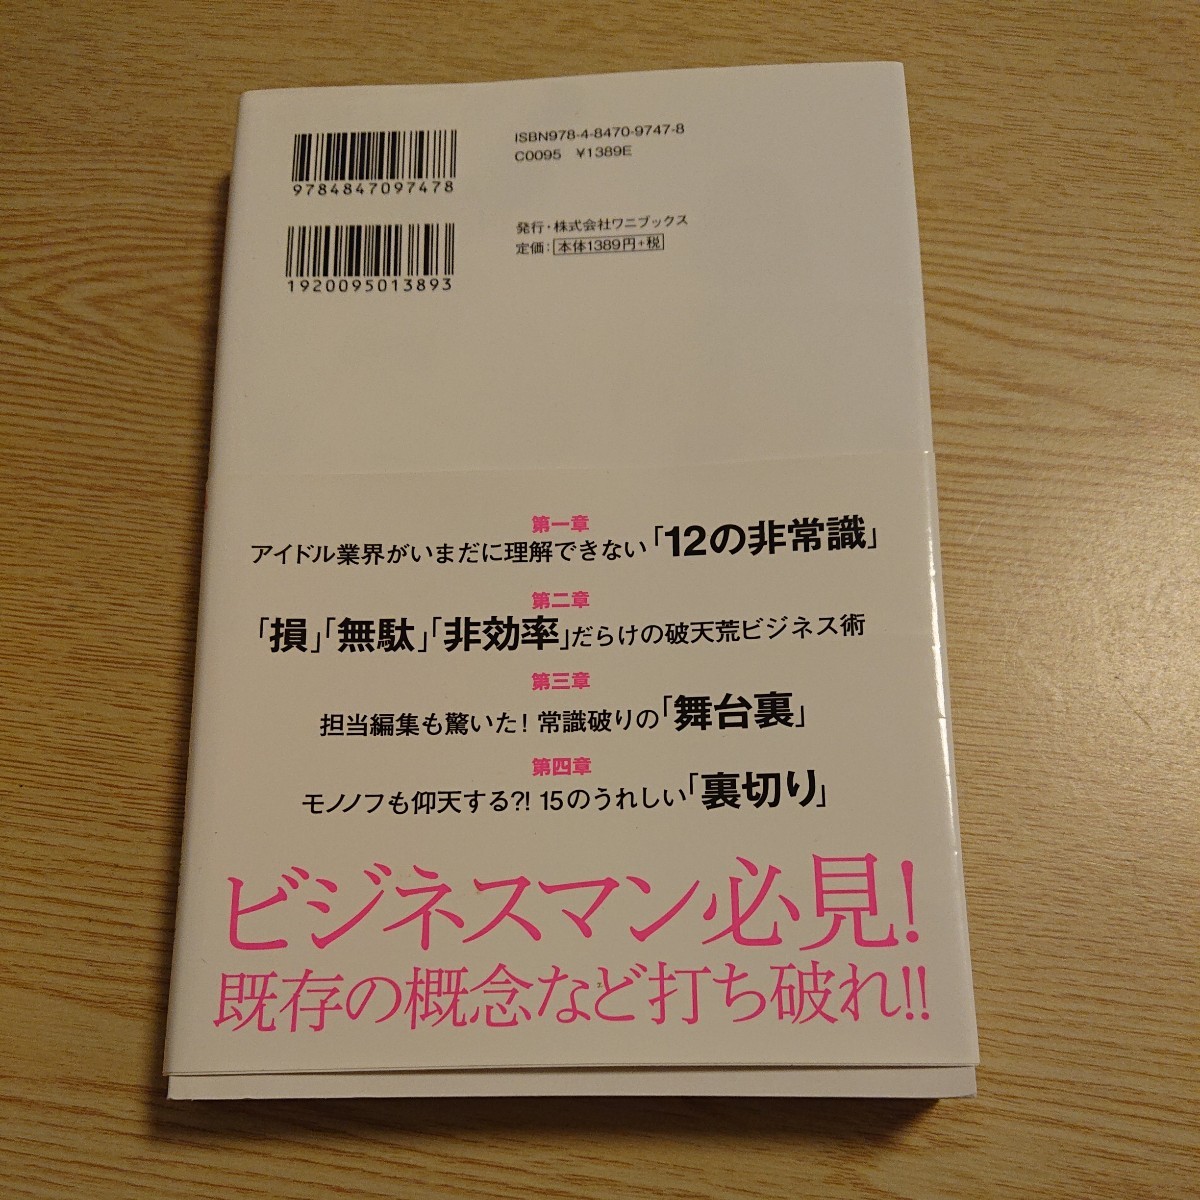 9784847097478
ISBN978-4-8470-9747-8
C0095 ¥1389E
1920095013893
発行・株式会社ワニブックス
定価：本体1389円+税
第一章
アイドル業界がいまだに理解できない「12の非常識」
第二章
「損」「無駄」「非効率」だらけの破天荒ビジネス術
第三章
担当編集も驚いた！常識破りの「舞台裏」
第四章
モノノフも仰天する?! 15のうれしい「裏切り」
ビジネスマン必見！
既存の概念など打ち破れ!!